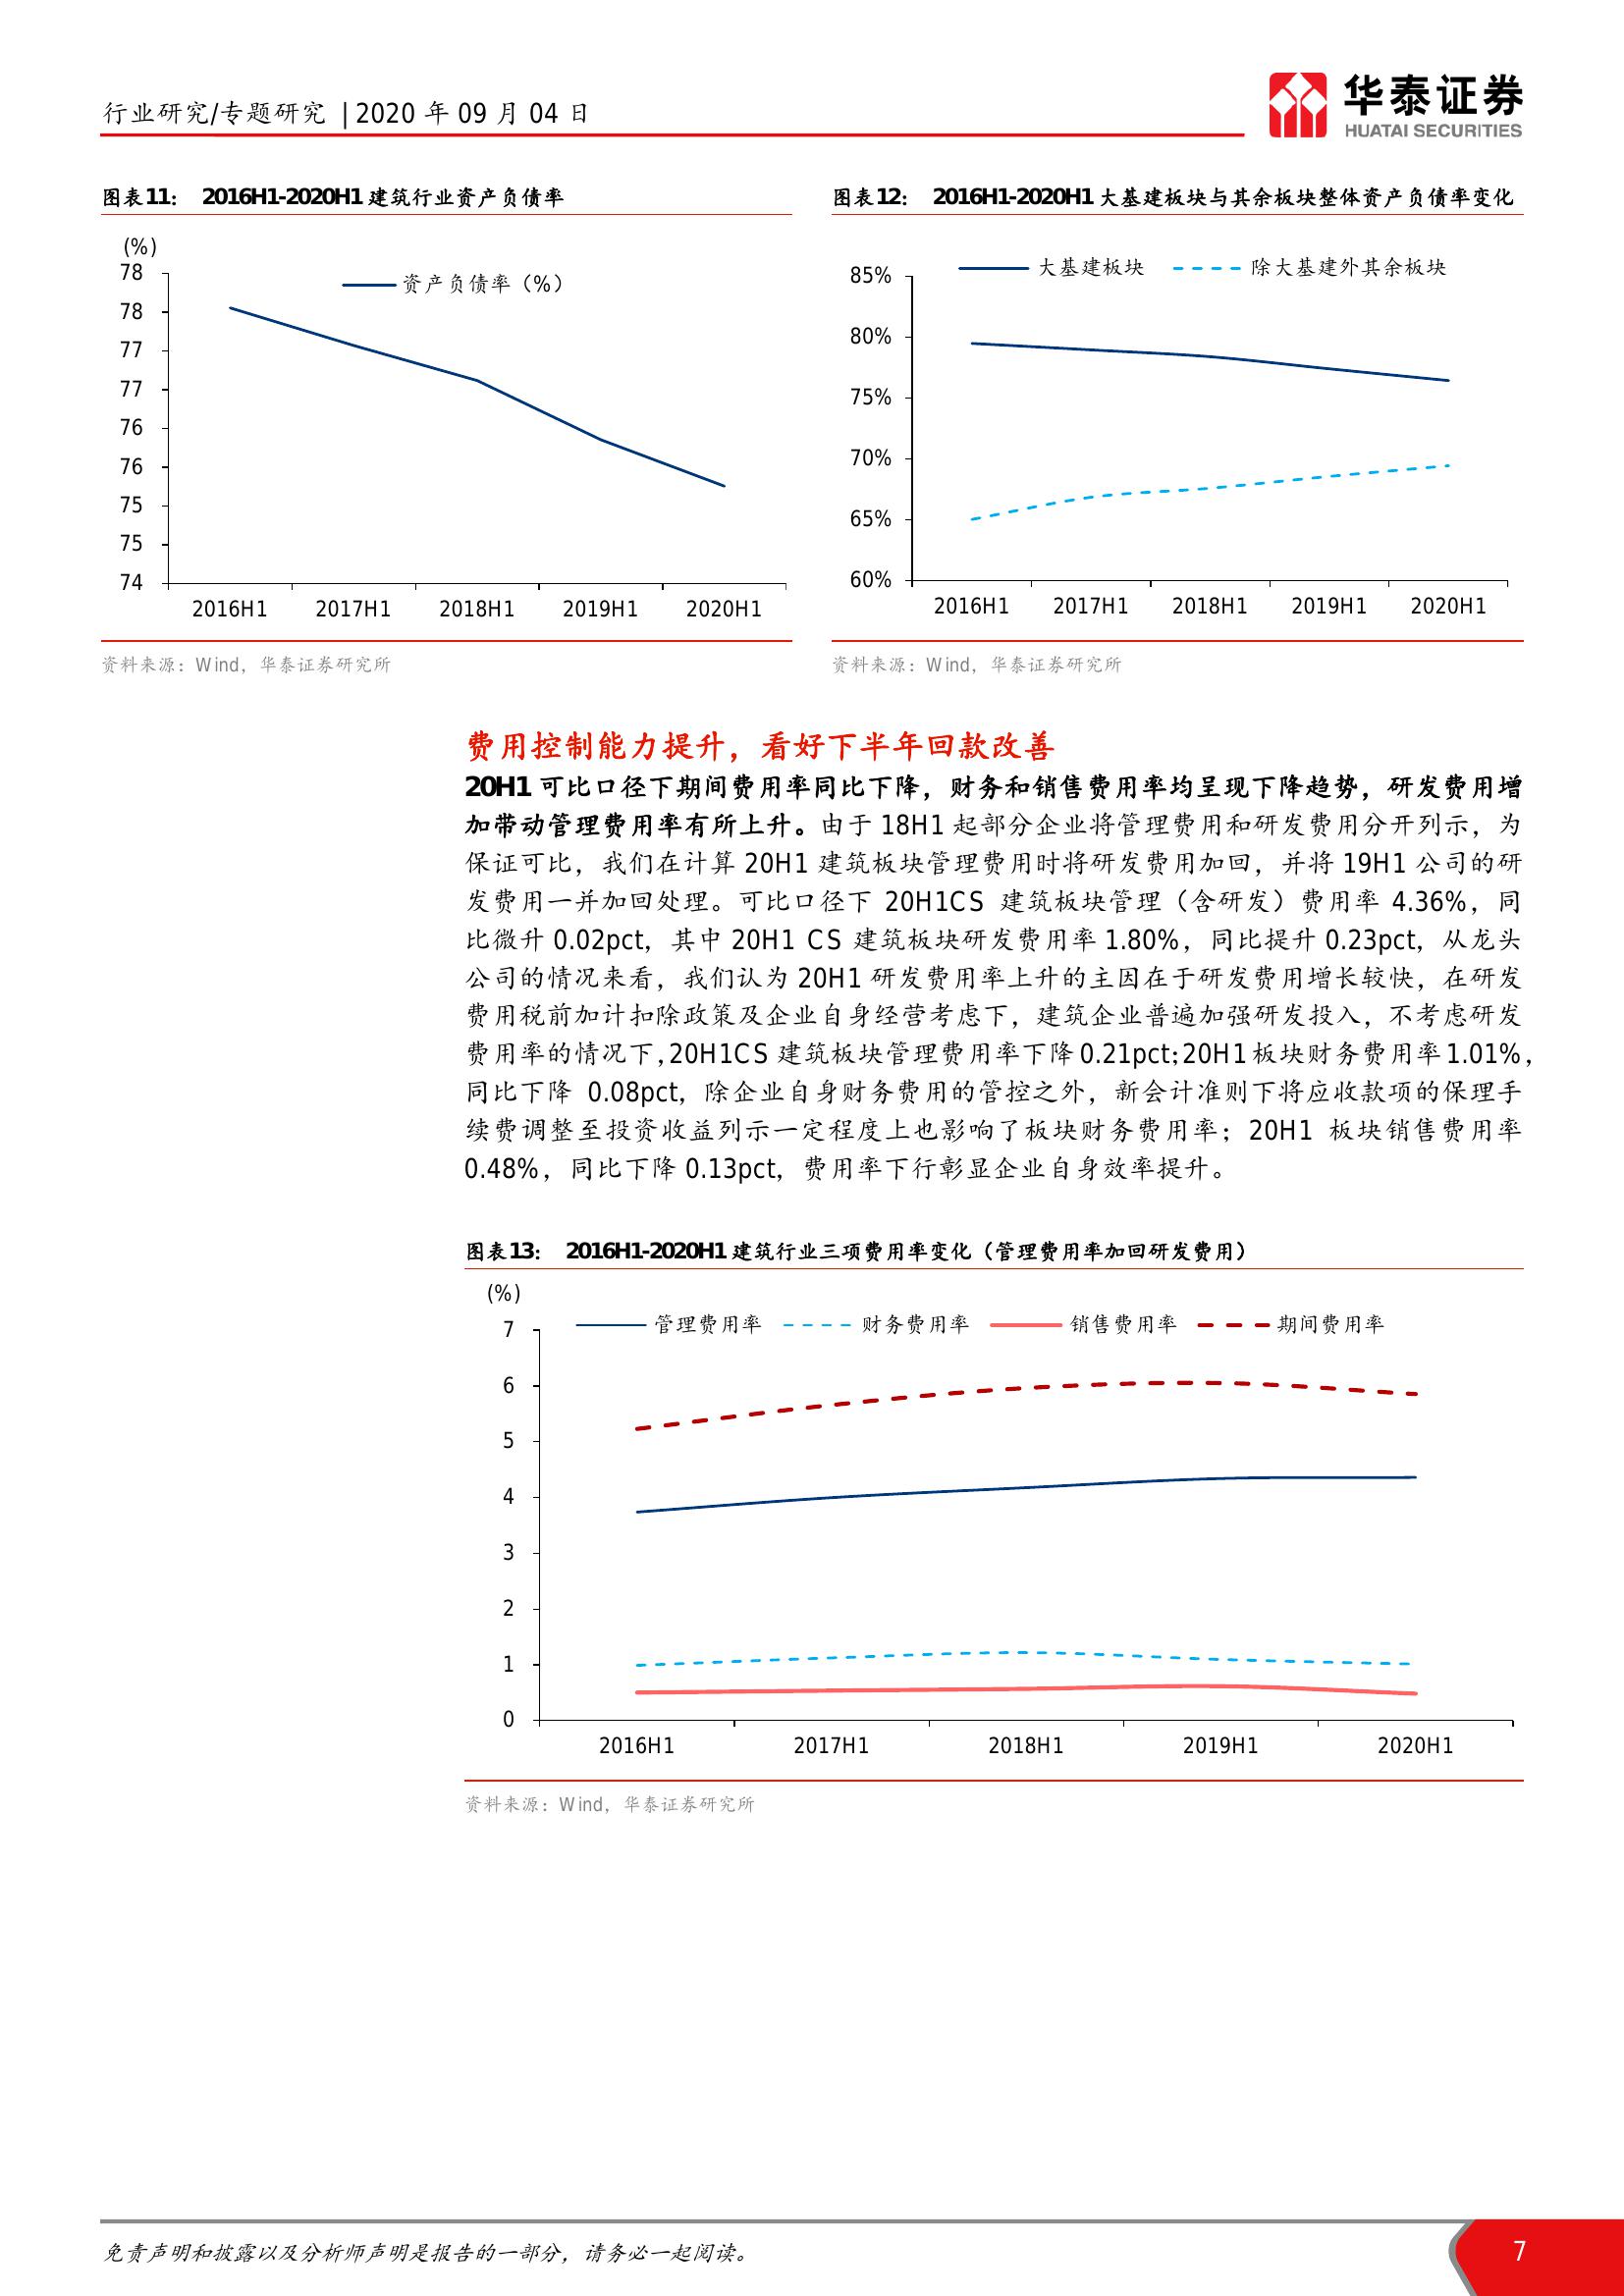 行业研究/专题研究 | 2020 年 09 月 04 日
华泰证券
HUATAI SECURITIES
图表11: 2016H1-2020H1 建筑行业资产负债率
(%)
资产负债率（%）
78
78
77
77
76
76
75
75
74
2016H1 2017H1 2018H1 2019H1 2020H1
资料来源：Wind，华泰证券研究所
图表12: 2016H1-2020H1 大基建板块与其余板块整体资产负债率变化
大基建板块 除大基建外其余板块
85%
80%
75%
70%
65%
60%
2016H1 2017H1 2018H1 2019H1 2020H1
资料来源：Wind，华泰证券研究所
费用控制能力提升，看好下半年回款改善
20H1 可比口径下期间费用率同比下降，财务和销售费用率均呈现下降趋势，研发费用增
加带动管理费用率有所上升。由于 18H1 起部分企业将管理费用和研发费用分开列示，为
保证可比，我们在计算 20H1 建筑板块管理费用时将研发费用加回，并将 19H1 公司的研
发费用一并加回处理。可比口径下 20H1CS 建筑板块管理（含研发）费用率 4.36%，同
比微升 0.02pct，其中 20H1 CS 建筑板块研发费用率 1.80%，同比提升 0.23pct，从龙头
公司的情况来看，我们认为 20H1 研发费用率上升的主因在于研发费用增长较快，在研发
费用税前加计扣除政策及企业自身经营考虑下，建筑企业普遍加强研发投入，不考虑研发
费用率的情况下，20H1CS 建筑板块管理费用率下降 0.21pct；20H1 板块财务费用率 1.01%，
同比下降 0.08pct，除企业自身财务费用的管控之外，新会计准则下将应收款项的保理手
续费调整至投资收益列示一定程度上也影响了板块财务费用率；20H1 板块销售费用率
0.48%，同比下降 0.13pct，费用率下行彰显企业自身效率提升。
图表13: 2016H1-2020H1 建筑行业三项费用率变化（管理费用率加回研发费用）
(%)
管理费用率 财务费用率 销售费用率 期间费用率
7
6
5
4
3
2
1
0
2016H1 2017H1 2018H1 2019H1 2020H1
资料来源：Wind，华泰证券研究所
免责声明和披露以及分析师声明是报告的一部分，请务必一起阅读。
7